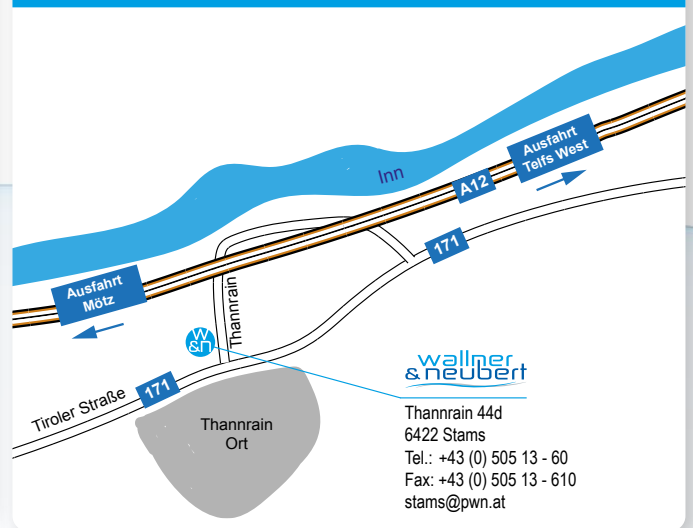 Inn
A12
Ausfahrt
Telfs West
171
Ausfahrt
Mötz
Thannrain
w
&n
Tiroler Straße
171
Thannrain
Ort
wallner
&neubert
Thannrain 44d
6422 Stams
Tel.: +43 (0) 505 13 - 60
Fax: +43 (0) 505 13 - 610
stams@pwn.at